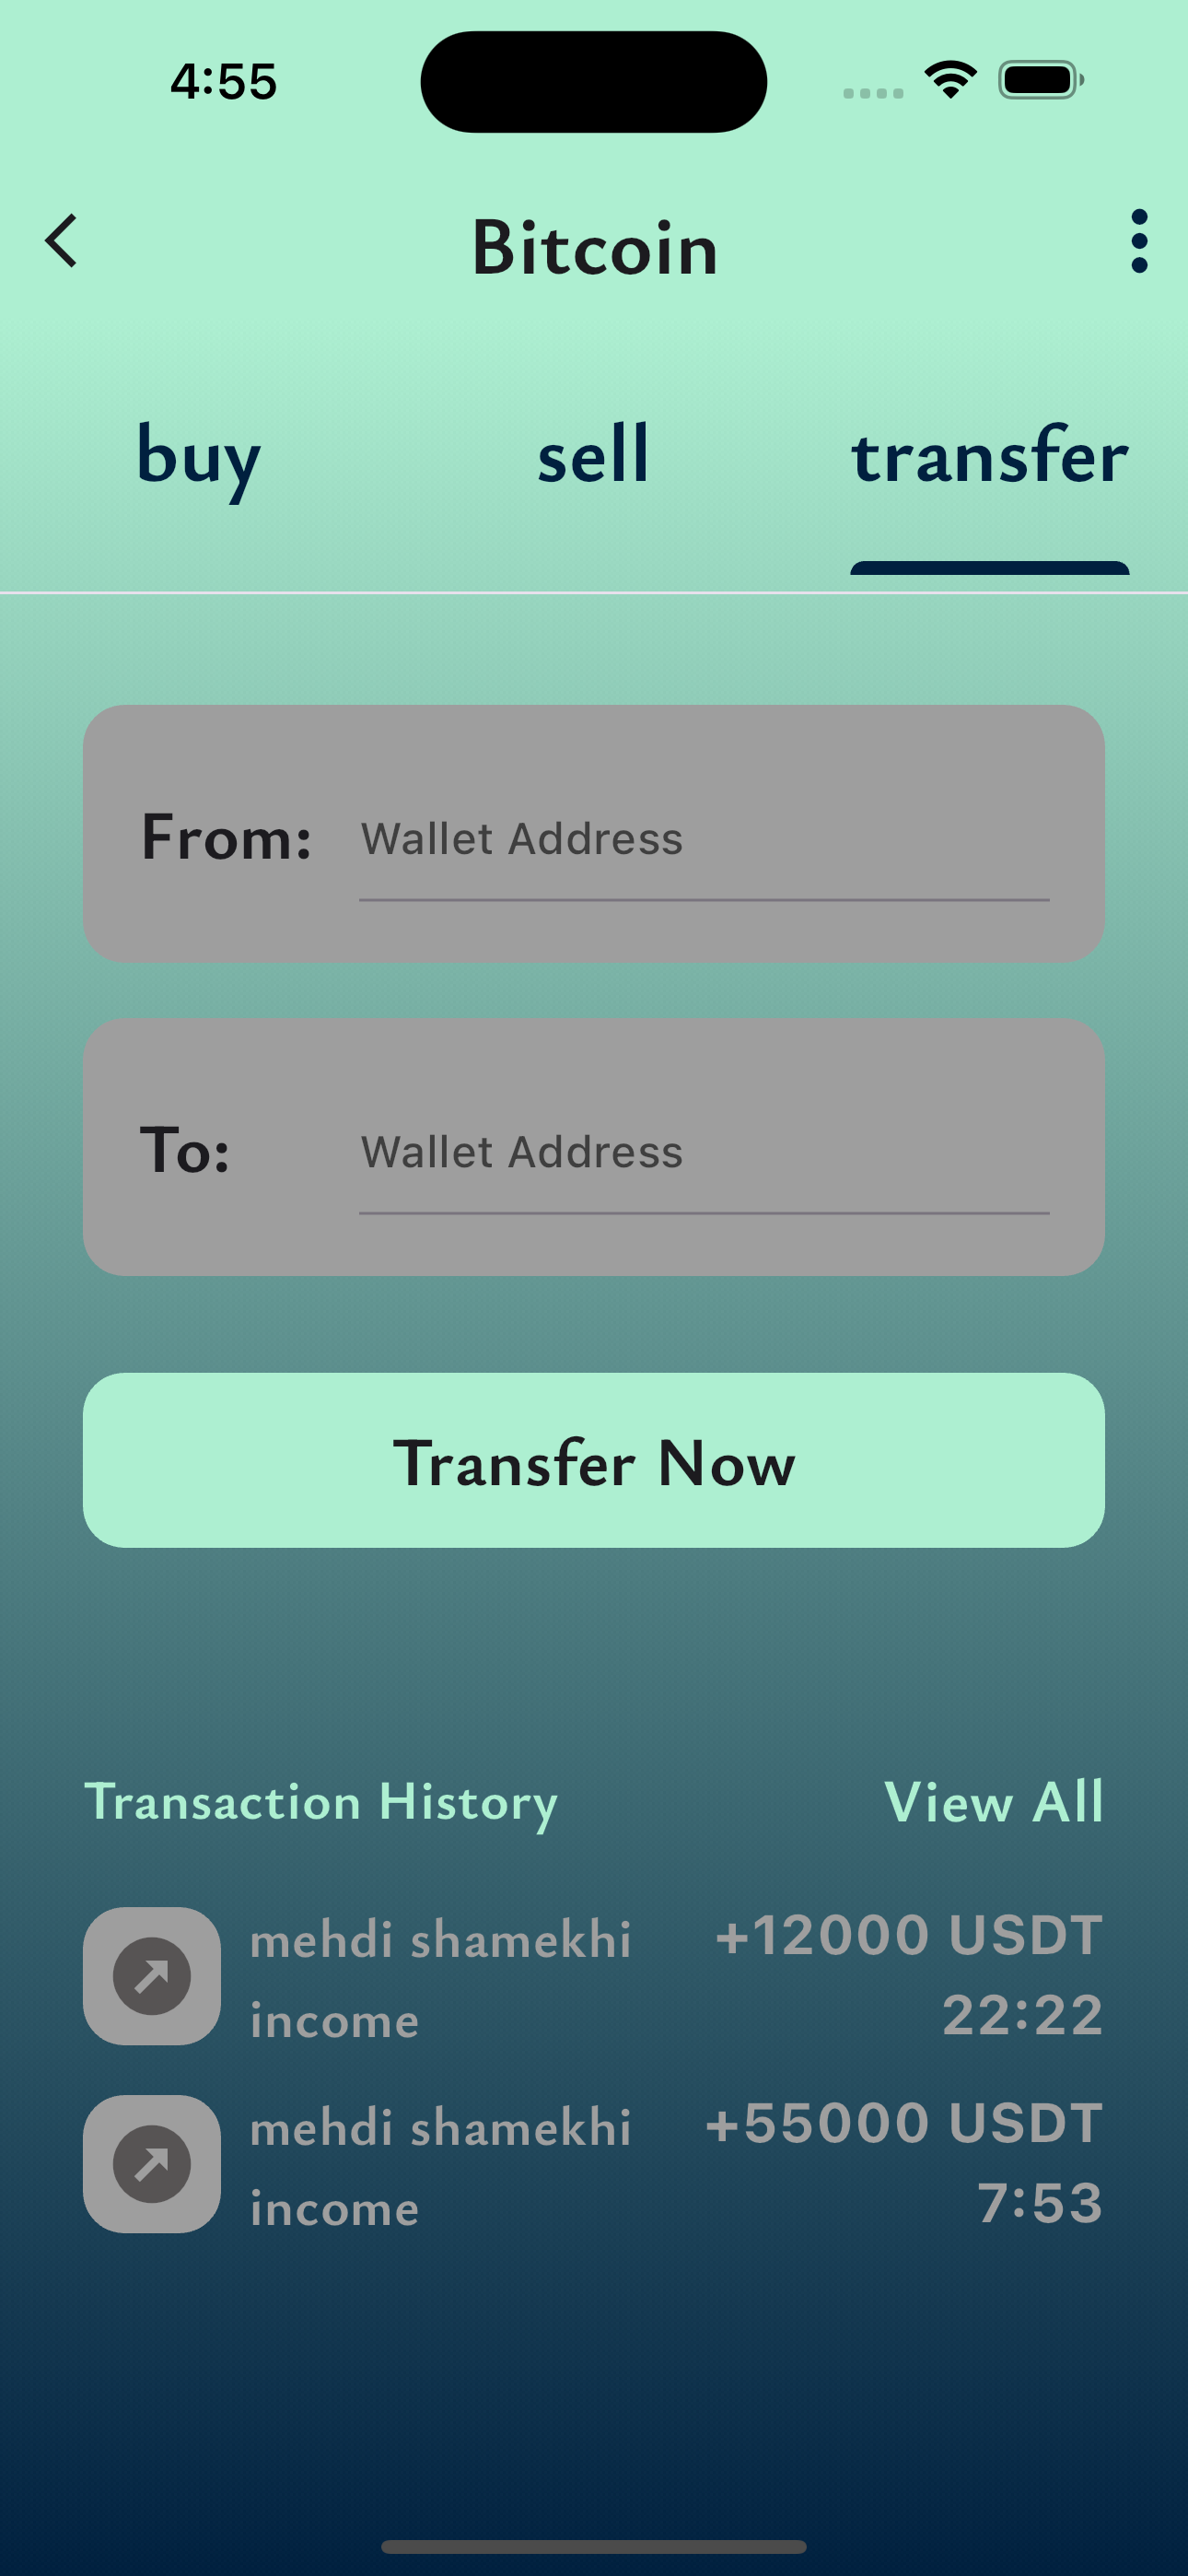 4:55
Bitcoin
buy sell transfer
From: Wallet Address
To: Wallet Address
Transfer Now
Transaction History View All
mehdi shamekhi +12000 USDT
income 22:22
mehdi shamekhi +55000 USDT
income 7:53